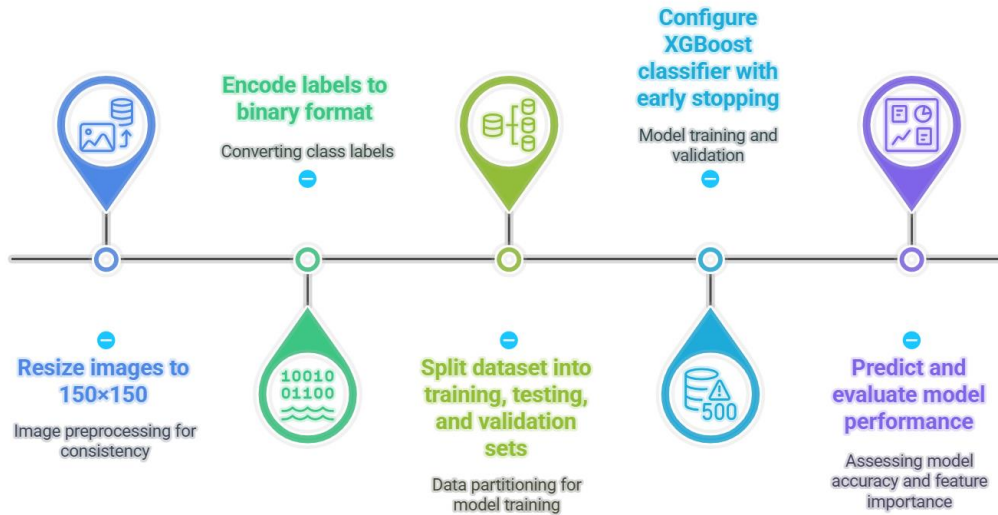 Resize images to
150×150
Image preprocessing for
consistency
Encode labels to
binary format
Converting class labels
10010
01100
Split dataset into
training, testing,
and validation
sets
Data partitioning for
model training
Configure
XGBoost
classifier with
early stopping
Model training and
validation
500
Predict and
evaluate model
performance
Assessing model
accuracy and feature
importance